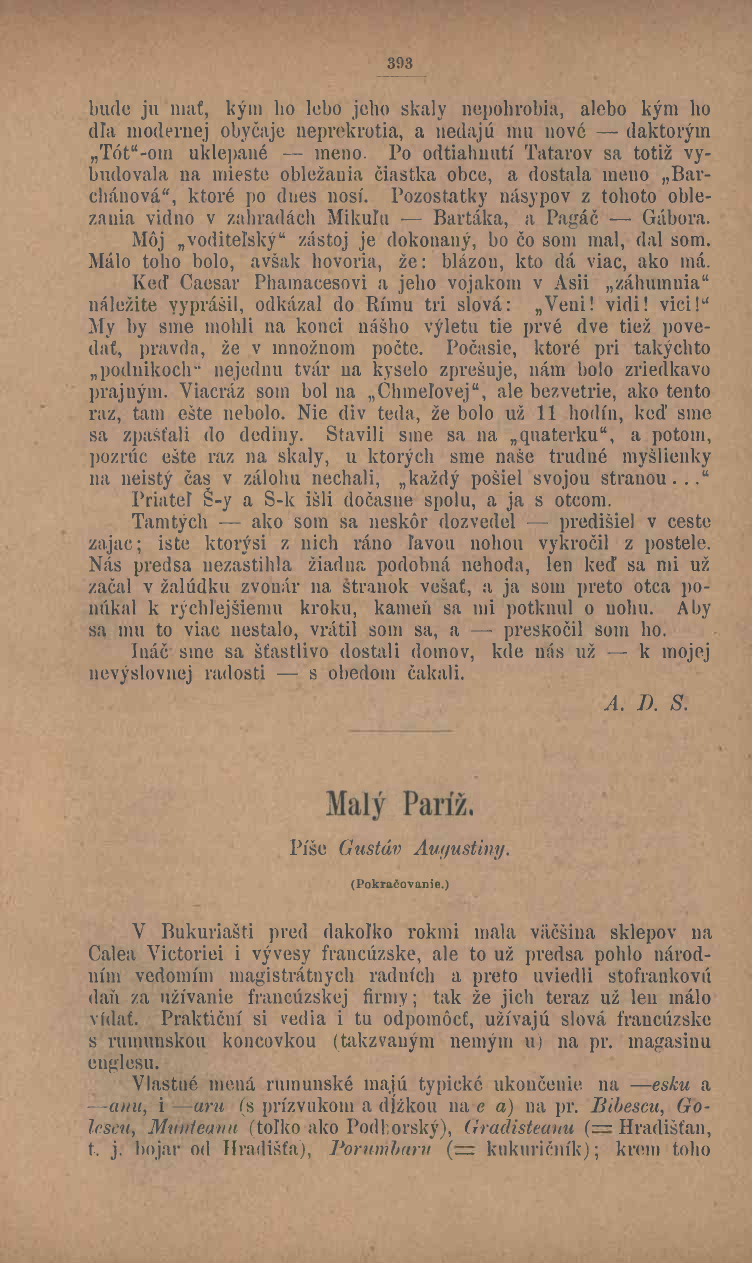 393
bude ju mať, kým ho lebo jeho skaly nepohrobia, alebo kým ho
dľa modernej obyčaje neprekrotia, a nedajú mu nové — daktorým
„Tót“-om uklepané — meno. Po odtiahnutí Tatarov sa totiž vy-
budovala na mieste obležania čiastka obce, a dostala meno „Bar-
chánová“, ktoré po dnes nosí. Pozostatky násypov z tohoto oble-
zania vidno v zahradách Mikuľu — Bartáka, a Pagáč — Gábora.
Môj „voditeľský“ zástoj je dokonaný, bo čo som mal, dal som.
Málo toho bolo, avšak hovoria, že: blázon, kto dá viac, ako má.
Keď Caesar Phamacesovi a jeho vojakom v Asii „záhumnia“
náležite vyprášil, odkázal do Rímu tri slová: „Veni! vidi! vici!“
My by sme mohli na konci nášho výletu tie prvé dve tiež pove-
dať, pravda, že v množnom počte. Počasie, ktoré pri takýchto
„podnikoch“ nejednu tvár na kyselo zprešuje, nám bolo zriedkavo
prajným. Viacráz som bol na „Chmeľovej“, ale bezvetrie, ako tento
raz, tam ešte nebolo. Nie div teda, že bolo už 11 hodín, keď sme
sa zpašťali do dediny. Stavili sme sa na „quaterku“, a potom,
pozrúc ešte raz na skaly, u ktorých sme naše trudné myšlienky
na neistý čas v zálohu nechali, „každý pošiel svojou stranou . . .“
Priateľ Š-y a S-k išli dočasne spolu, a ja s otcom.
Tamtých — ako som sa neskôr dozvedel — predišiel v ceste
zajac; iste ktorýsi z nich ráno ľavou nohou vykročil z postele.
Nás predsa nezastihla žiadna podobná nehoda, len keď sa mi už
začal v žalúdku zvonár na štranok vešať, a ja som preto otca po-
núkal k rýchlejšiemu kroku, kameň sa mi potknul o nohu. Aby
sa mu to viac nestalo, vrátil som sa, a — preskočil som ho.
Ináč sme sa šťastlivo dostali domov, kde nás už — k mojej
nevýslovnej radosti — s obedom čakali.
A. D. S.
Malý Paríž.
Píše Gustáv Augustiny.
(Pokračovanie.)
V Bukuriašti pred dakoľko rokmi mala väčšina sklepov na
Calea Victoriei i vývesy francúzske, ale to už predsa pohlo národ-
ním vedomím magistrátnych radních a preto uviedli stofrankovú
daň za užívanie francúzskej firmy; tak že jich teraz už len málo
vídať. Praktiční si vedia i tu odpomôcť, užívajú slová francúzske
s rumunskou koncovkou (takzvaným nemým u) na pr. magasinu
englesu.
Vlastné mená rumunské majú typické ukončenie na —esku a
—anu, i —aru (s prízvukom a dĺžkou na e a) na pr. Bibescu, Go-
lescu, Munteanu (toľko ako Podhorský), Gradisteanu (= Hradišťan,
t. j. bojar od Hradišťa), Porumbaru (= kukuričník); krem toho